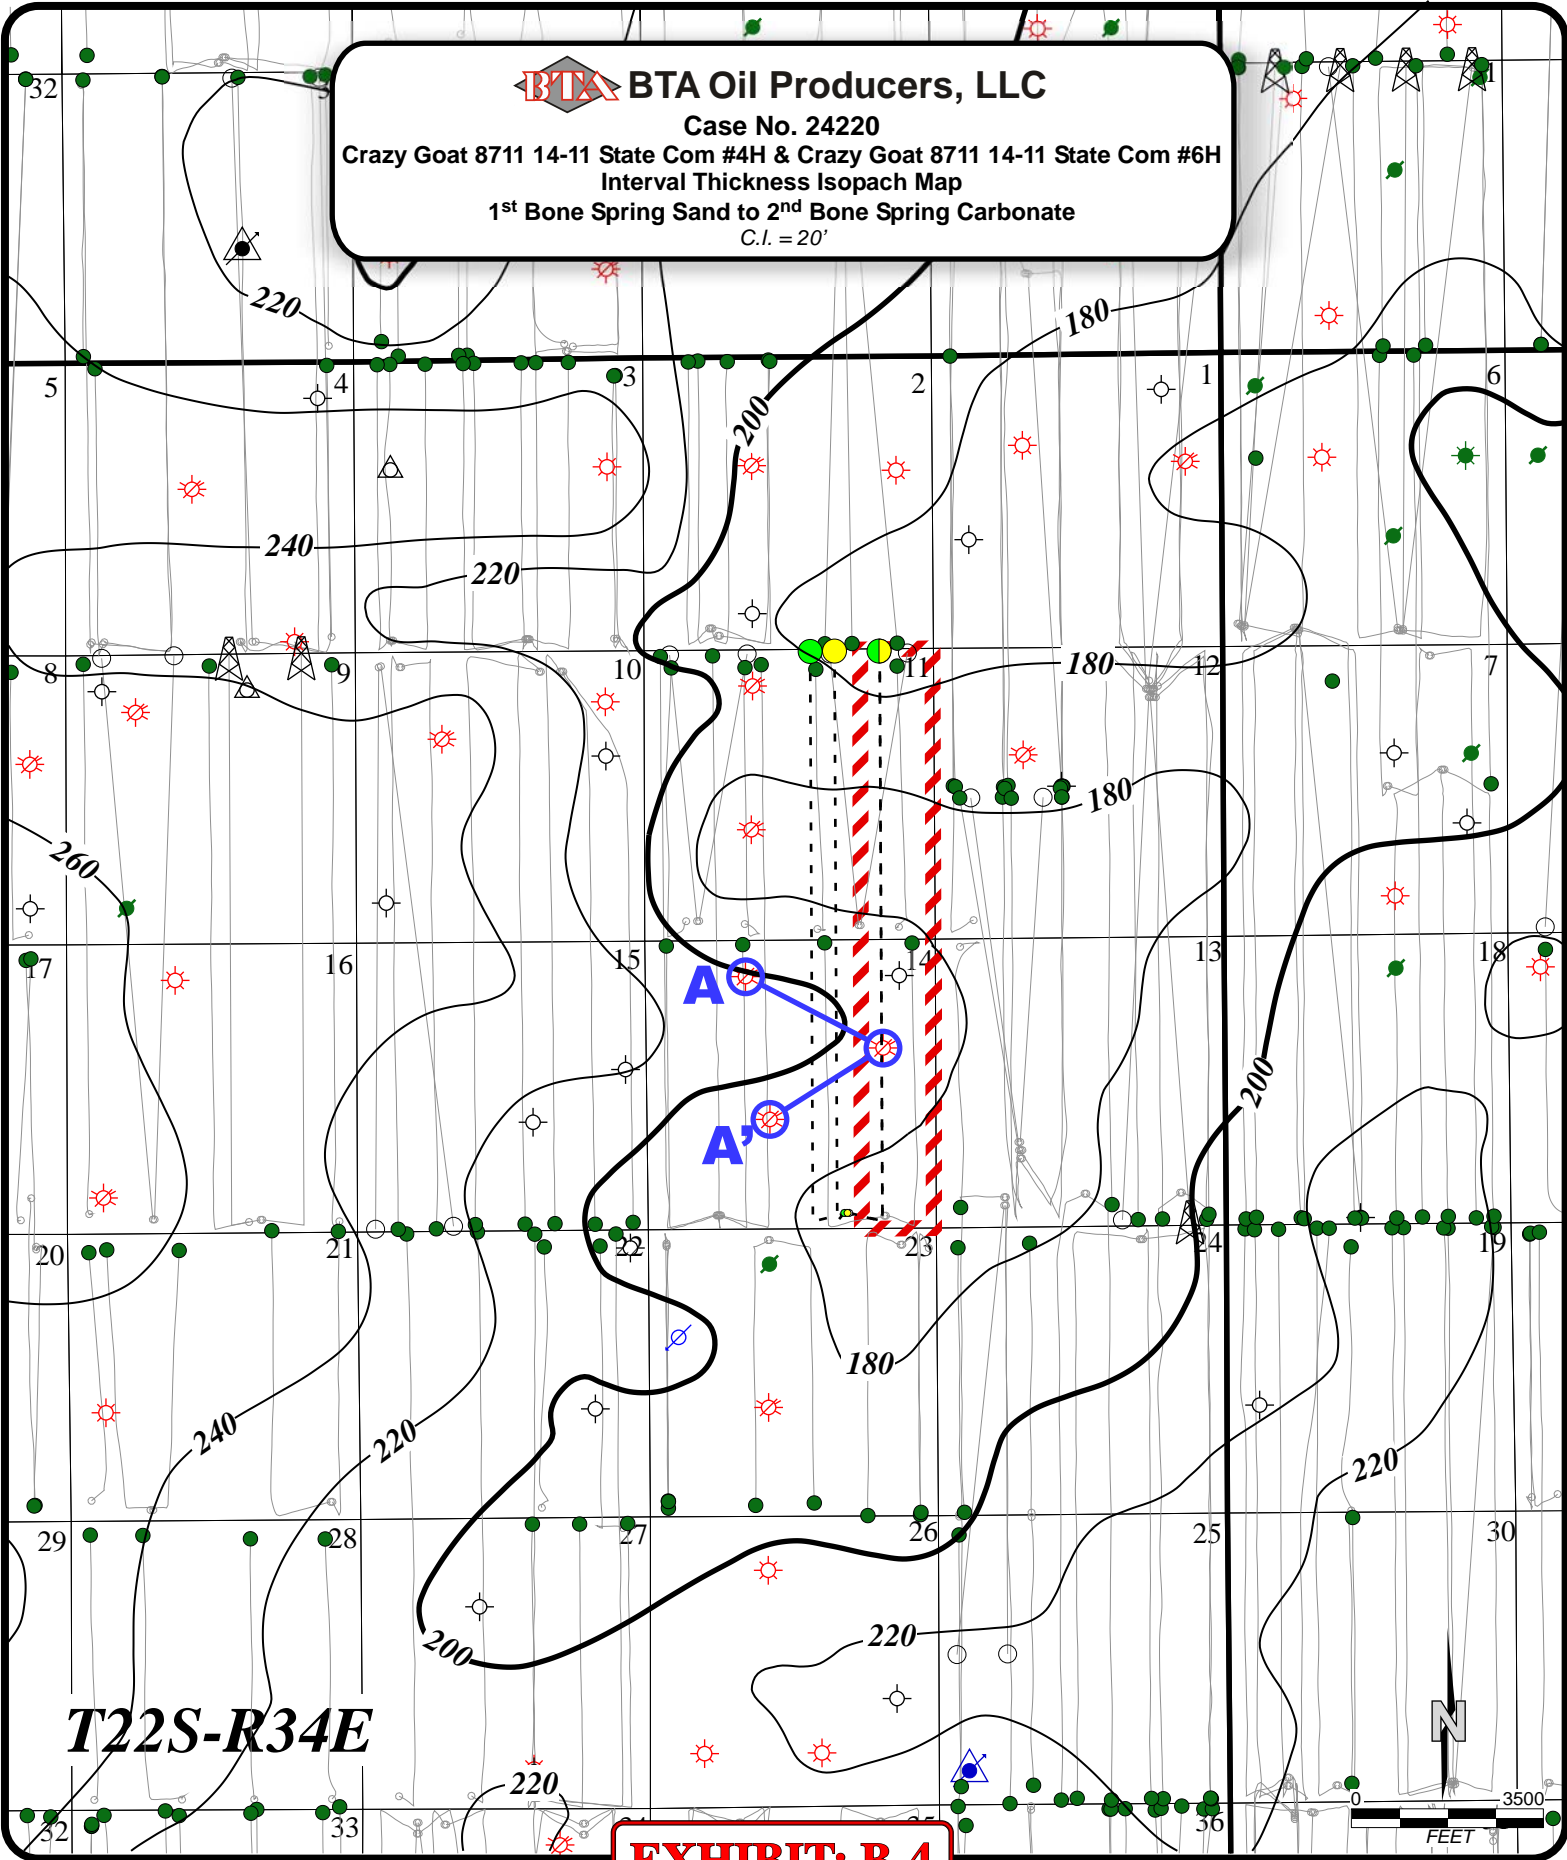 BTA BTA Oil Producers, LLC
Case No. 24220
Crazy Goat 8711 14-11 State Com #4H & Crazy Goat 8711 14-11 State Com #6H
Interval Thickness Isopach Map
1st Bone Spring Sand to 2nd Bone Spring Carbonate
C.I. = 20'
32
220
180
5 4 3 2 1 6
200
240
220
8 9 10 11 12 7
180
180
260
17 16 15 14 13 18
A
200
A'
20 21 22 23 24 19
180
240 220
220
29 28 27 26 25 30
220
200
T22S-R34E
N
220
0 3500
FEET
32 33 36
EXHIBIT: B-4